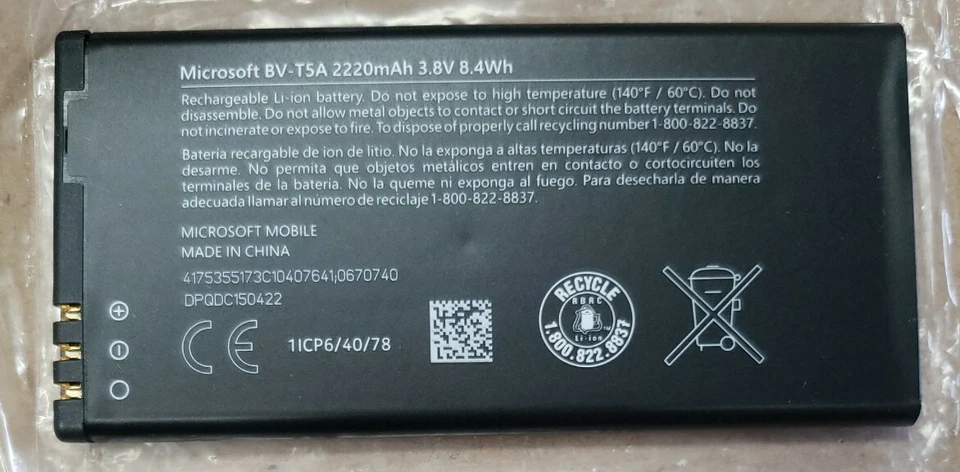 Microsoft BV-T5A 2220mAh 3.8V 8.4Wh
Rechargeable Li-ion battery. Do not expose to high temperature (140°F / 60°C). Do not
disassemble. Do not allow metal objects to contact or short circuit the battery terminals. Do
not incinerate or expose to fire. To dispose of properly call recycling number 1-800-822-8837.
Bateria recargable de ion de litio. No la exponga a altas temperaturas (140°F / 60°C). No la
desarme. No permita que objetos metálicos entren en contacto o cortocircuiten los
terminales de la bateria. No la queme ni exponga al fuego. Para desecharla de manera
adecuada llamar al número de reciclaje 1-800-822-8837.
MICROSOFT MOBILE
MADE IN CHINA
4175355173C10407641;0670740
DPQDC150422
CE
1ICP6/40/78
RECYCLE
RBRC
TM
Li-ion
1.800.822.8837